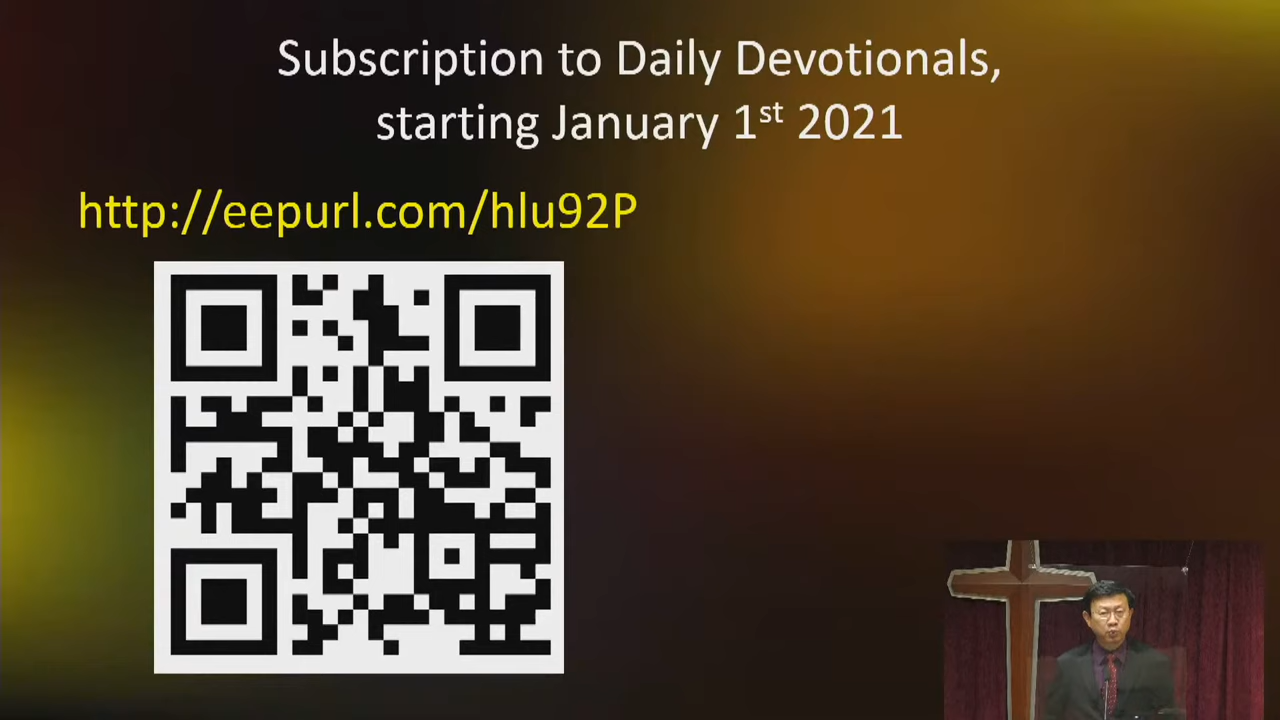 Subscription to Daily Devotionals,
starting January 1st 2021
http://eepurl.com/hlu92P